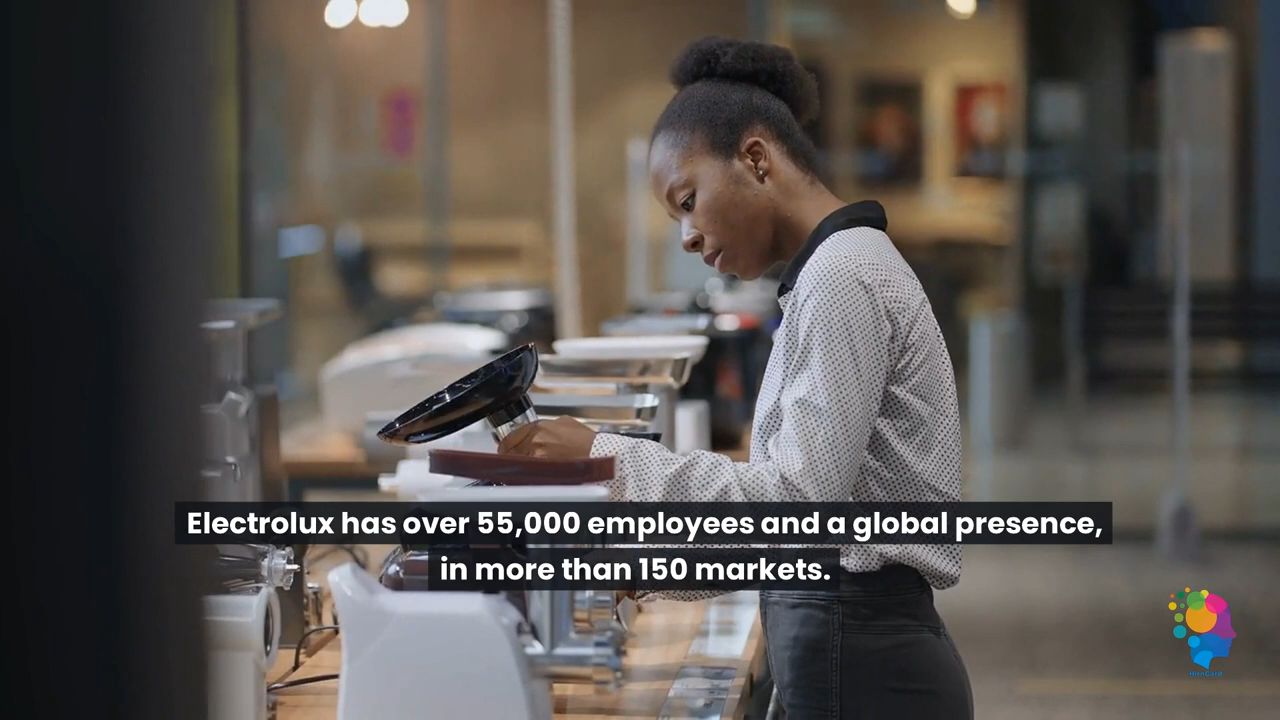 Electrolux has over 55,000 employees and a global presence,
in more than 150 markets.